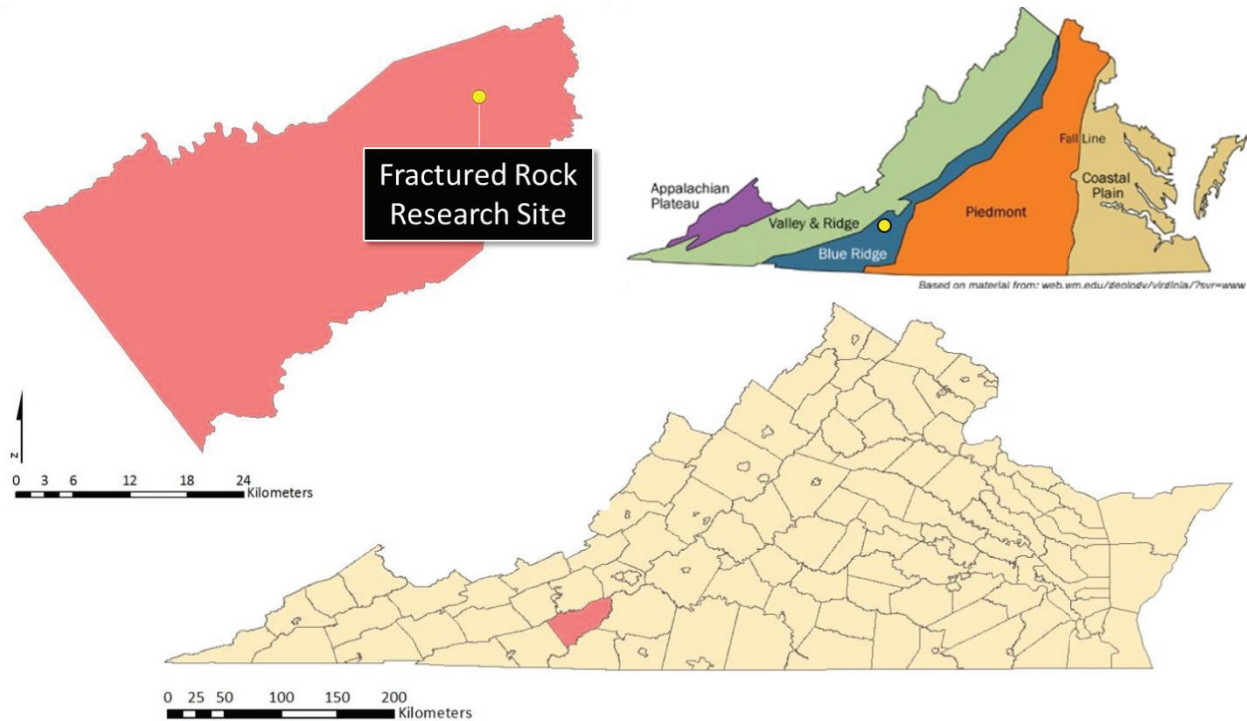 Fractured Rock
Research Site
N
0 3 6 12 18 24
Kilometers
Appalachian
Plateau
Valley & Ridge
Blue Ridge
Piedmont
Fall Line
Coastal
Plain
Based on material from: web.wm.edu/geology/virginia/?svr=www
0 25 50 100 150 200
Kilometers